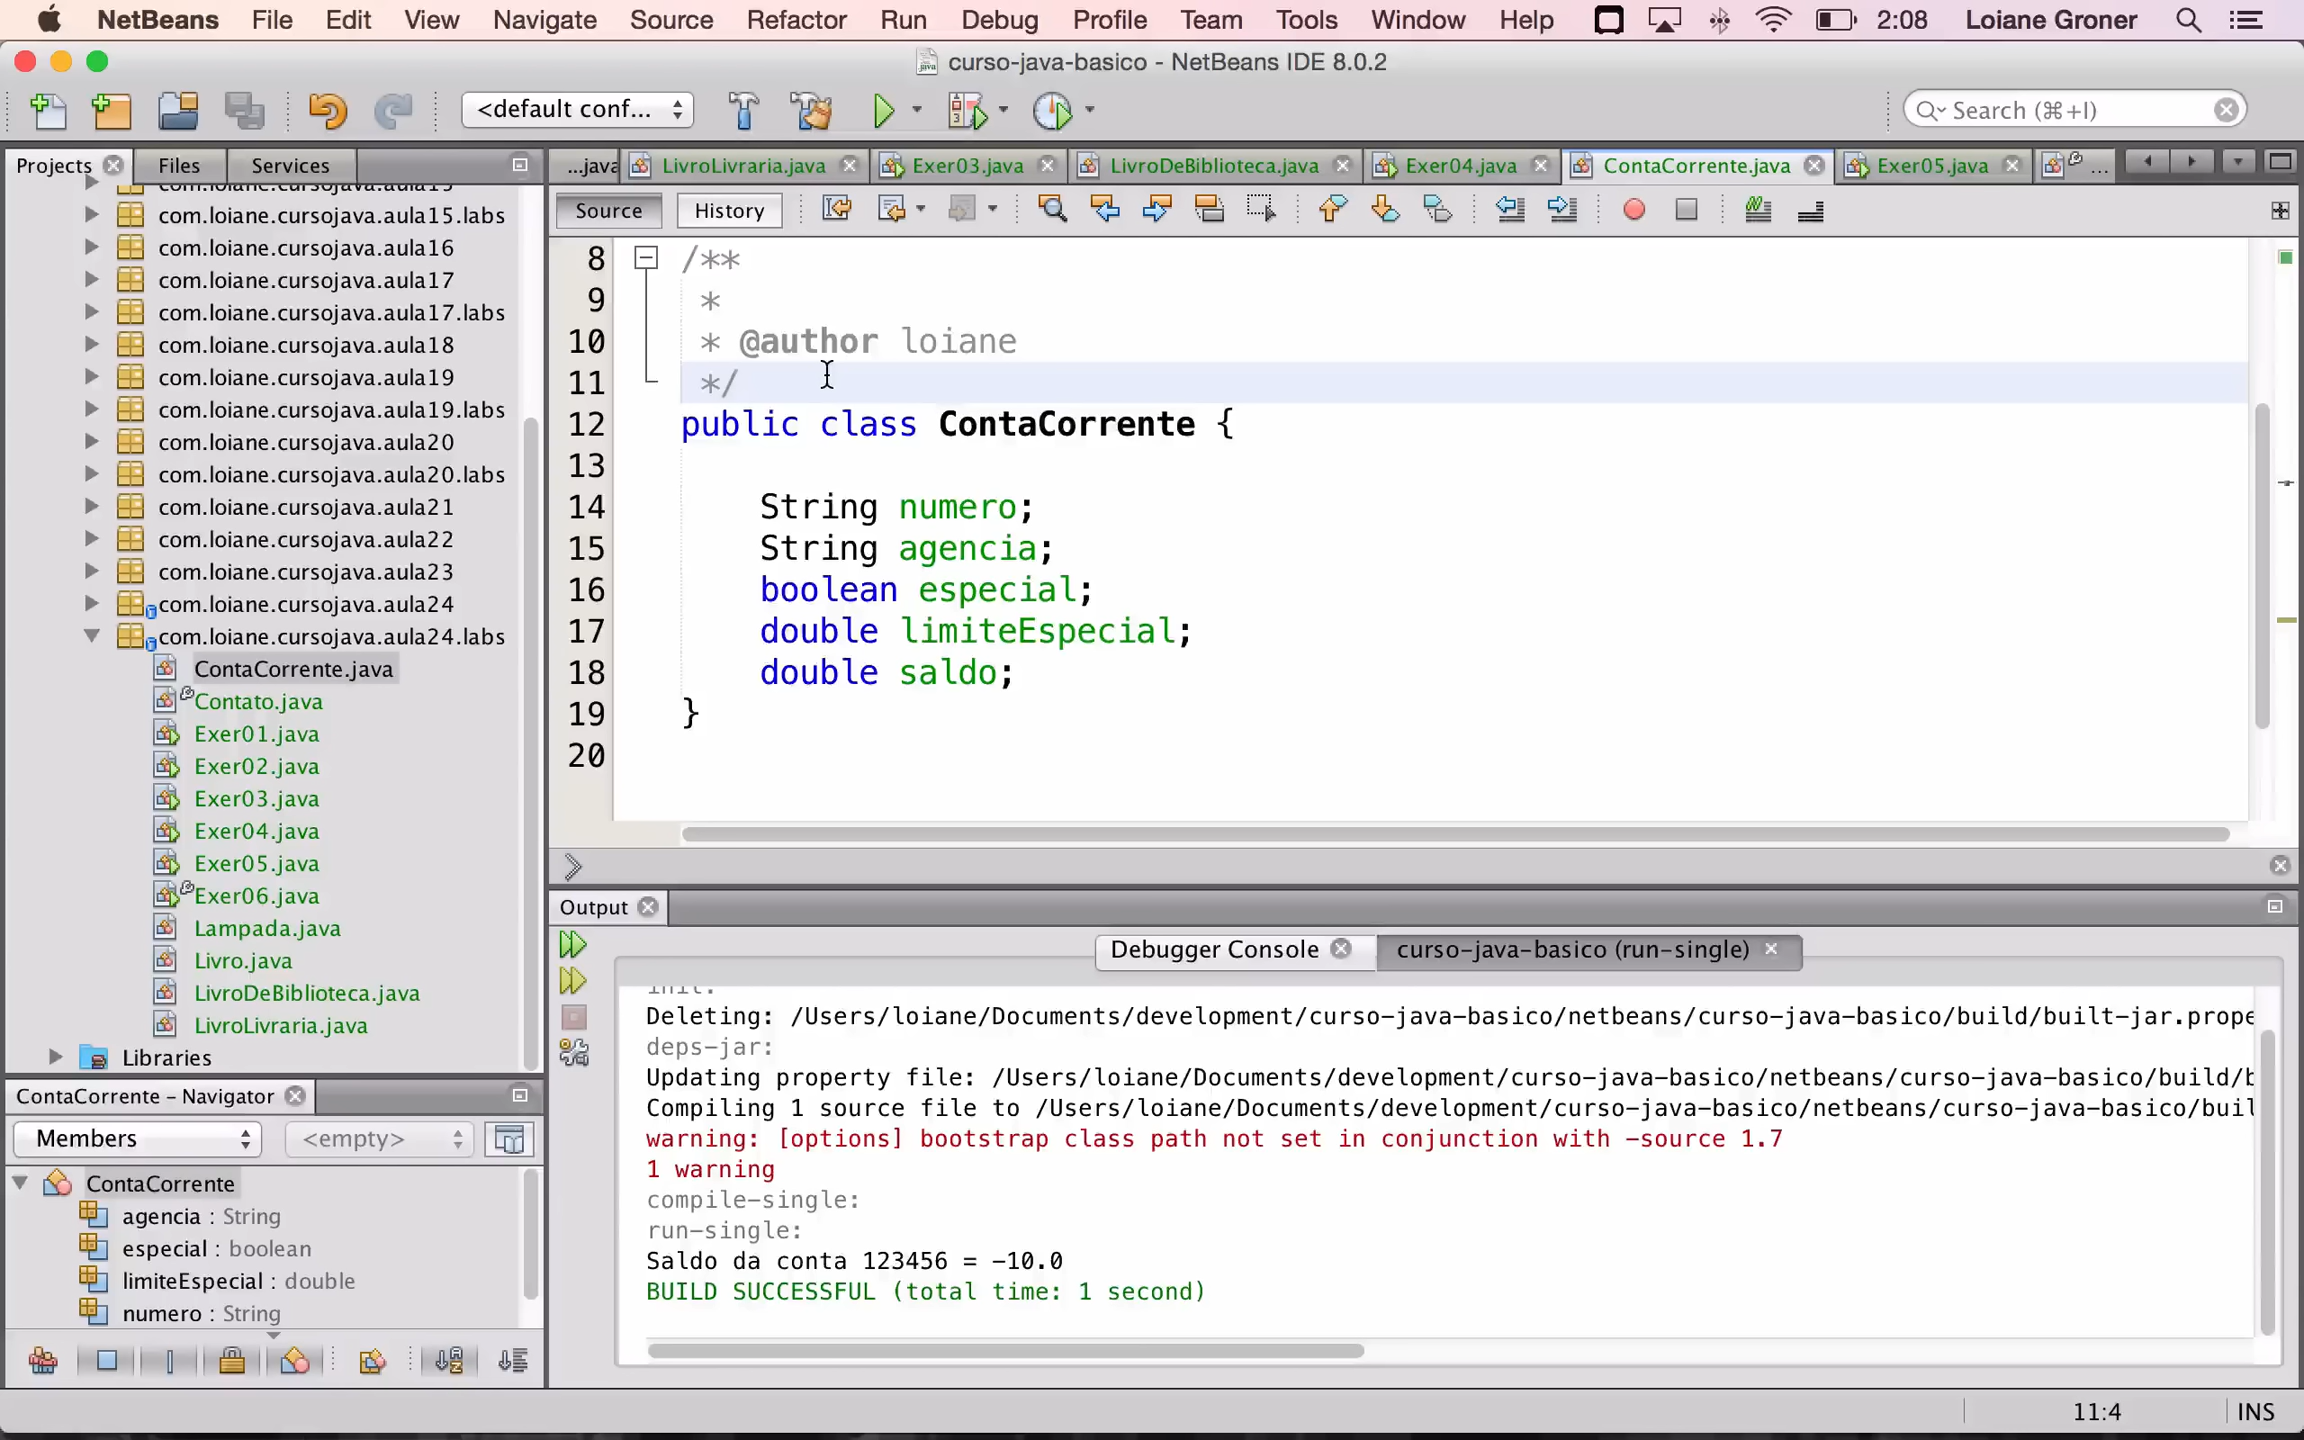 NetBeans File Edit View Navigate Source Refactor Run Debug Profile Team Tools Window Help 2:08 Loiane Groner
curso-java-basico - NetBeans IDE 8.0.2
<default conf... Search (⌘+I)
Projects Files Services
com.loiane.cursojava.aula15
com.loiane.cursojava.aula15.labs
com.loiane.cursojava.aula16
com.loiane.cursojava.aula17
com.loiane.cursojava.aula17.labs
com.loiane.cursojava.aula18
com.loiane.cursojava.aula19
com.loiane.cursojava.aula19.labs
com.loiane.cursojava.aula20
com.loiane.cursojava.aula20.labs
com.loiane.cursojava.aula21
com.loiane.cursojava.aula22
com.loiane.cursojava.aula23
com.loiane.cursojava.aula24
com.loiane.cursojava.aula24.labs
ContaCorrente.java
Contato.java
Exer01.java
Exer02.java
Exer03.java
Exer04.java
Exer05.java
Exer06.java
Lampada.java
Livro.java
LivroDeBiblioteca.java
LivroLivraria.java
Libraries
ContaCorrente - Navigator
Members <empty>
ContaCorrente
agencia : String
especial : boolean
limiteEspecial : double
numero : String
...java LivroLivraria.java Exer03.java LivroDeBiblioteca.java Exer04.java ContaCorrente.java Exer05.java ...
Source History
8 /**
9 *
10 * @author loiane
11 */
12 public class ContaCorrente {
13
14 String numero;
15 String agencia;
16 boolean especial;
17 double limiteEspecial;
18 double saldo;
19 }
20
Output
Debugger Console curso-java-basico (run-single)
init:
Deleting: /Users/loiane/Documents/development/curso-java-basico/netbeans/curso-java-basico/build/built-jar.prope
deps-jar:
Updating property file: /Users/loiane/Documents/development/curso-java-basico/netbeans/curso-java-basico/build/b
Compiling 1 source file to /Users/loiane/Documents/development/curso-java-basico/netbeans/curso-java-basico/buil
warning: [options] bootstrap class path not set in conjunction with -source 1.7
1 warning
compile-single:
run-single:
Saldo da conta 123456 = -10.0
BUILD SUCCESSFUL (total time: 1 second)
11:4 INS